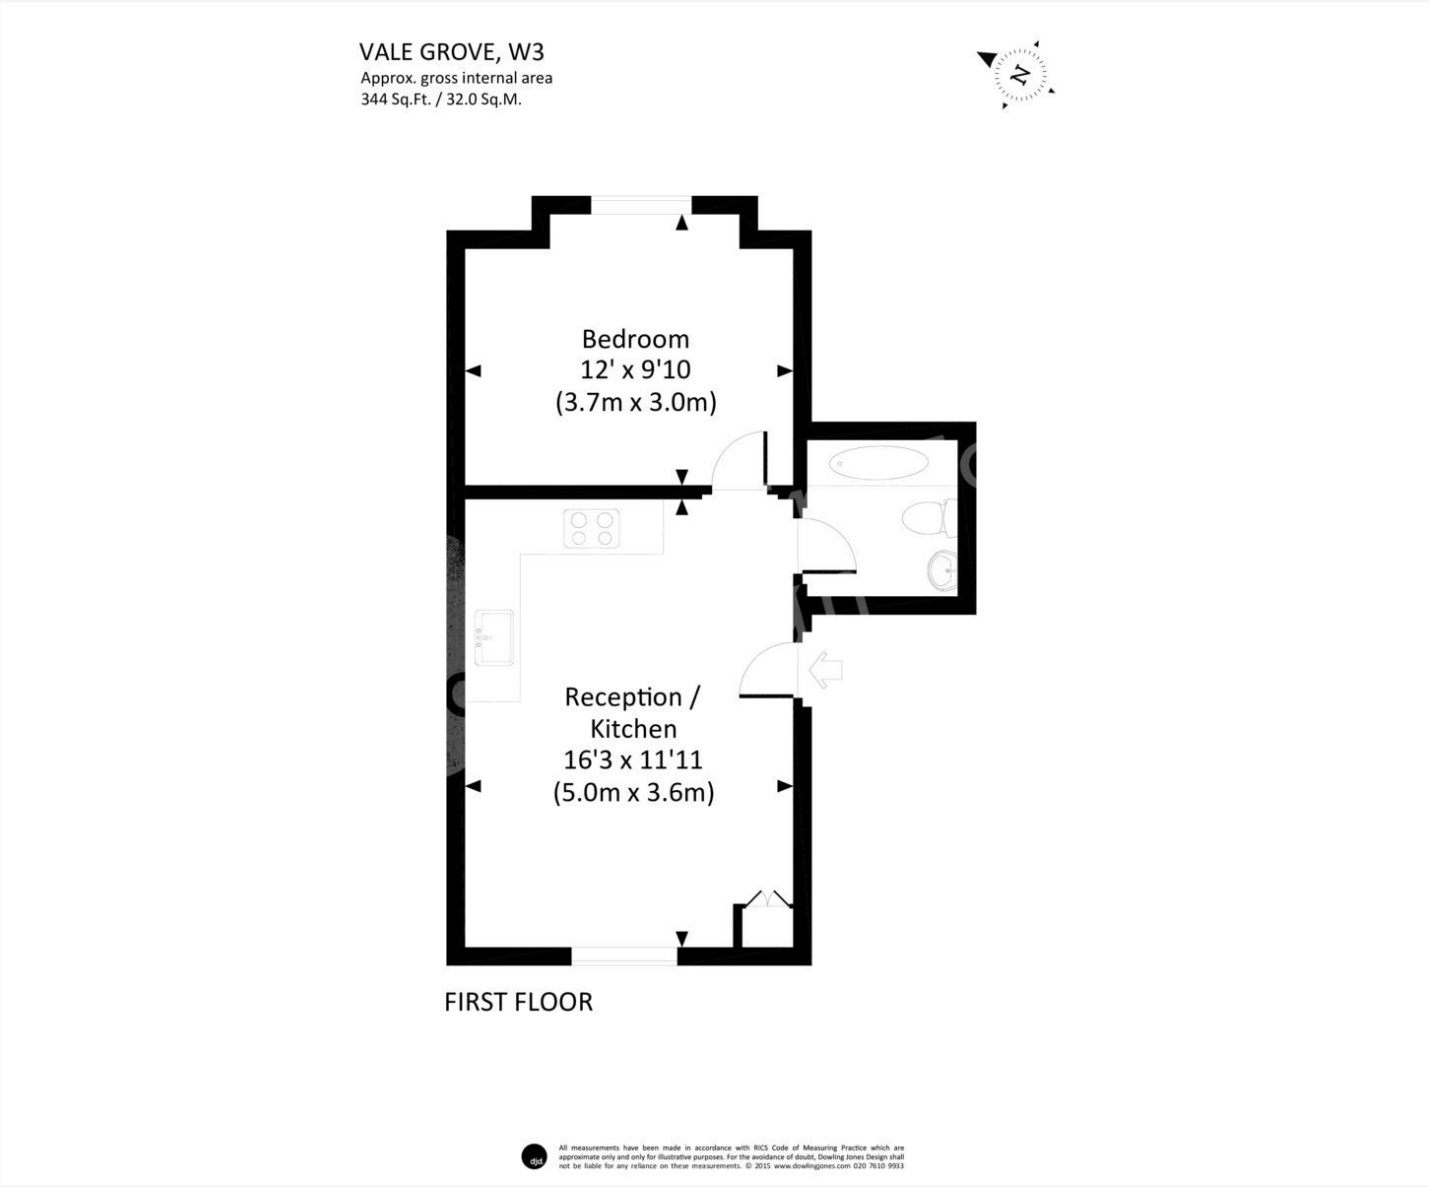 VALE GROVE, W3
Approx. gross internal area
344 Sq.Ft. / 32.0 Sq.M.
N
Bedroom
12' x 9'10
(3.7m x 3.0m)
Reception /
Kitchen
16'3 x 11'11
(5.0m x 3.6m)
FIRST FLOOR
djd
All measurements have been made in accordance with RICS Code of Measuring Practice which are
approximate only and only for illustrative purposes. For the avoidance of doubt, Dowling Jones Design shall
not be liable for any reliance on these measurements. © 2015 www.dowlingjones.com 020 7610 9933